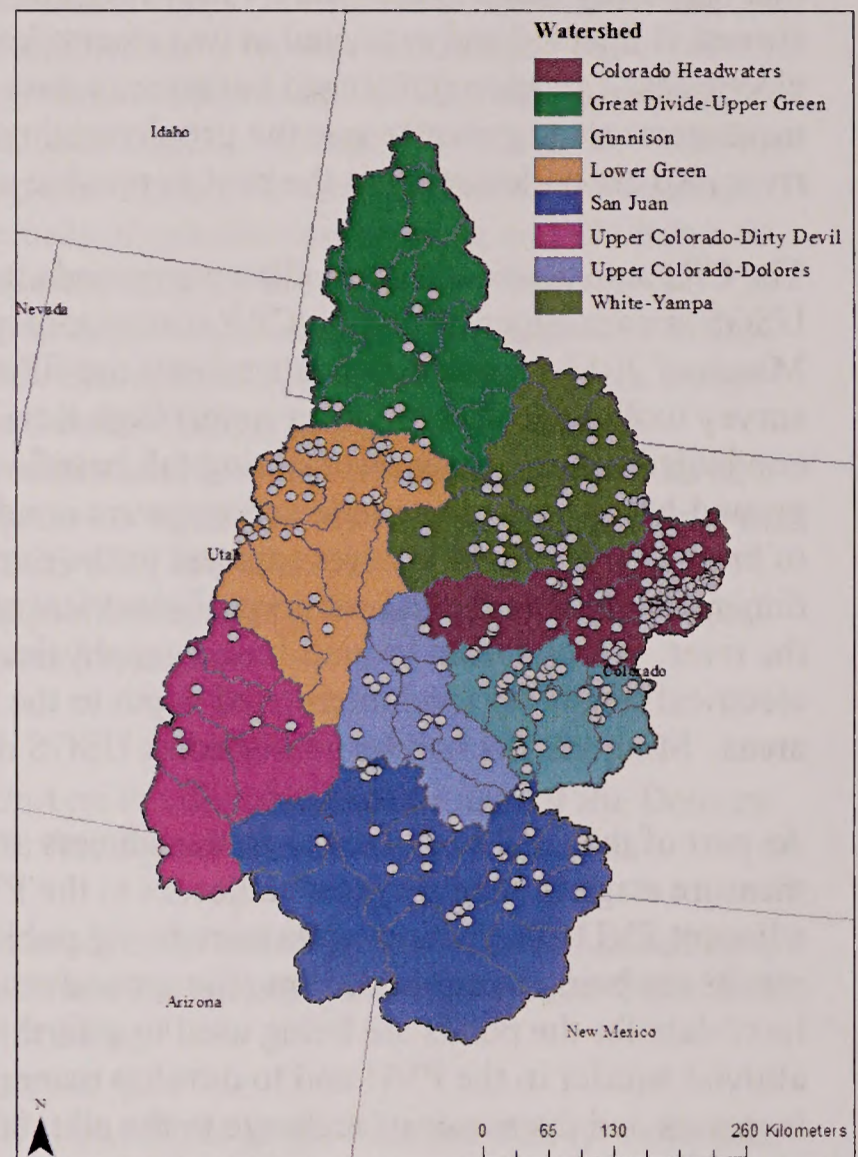 Watershed
Colorado Headwaters
Great Divide-Upper Green
Gunnison
Lower Green
San Juan
Upper Colorado-Dirty Devil
Upper Colorado-Dolores
White-Yampa
Idaho
Nevada
Utah
Colorado
Arizona
New Mexico
N
0 65 130 260 Kilometers